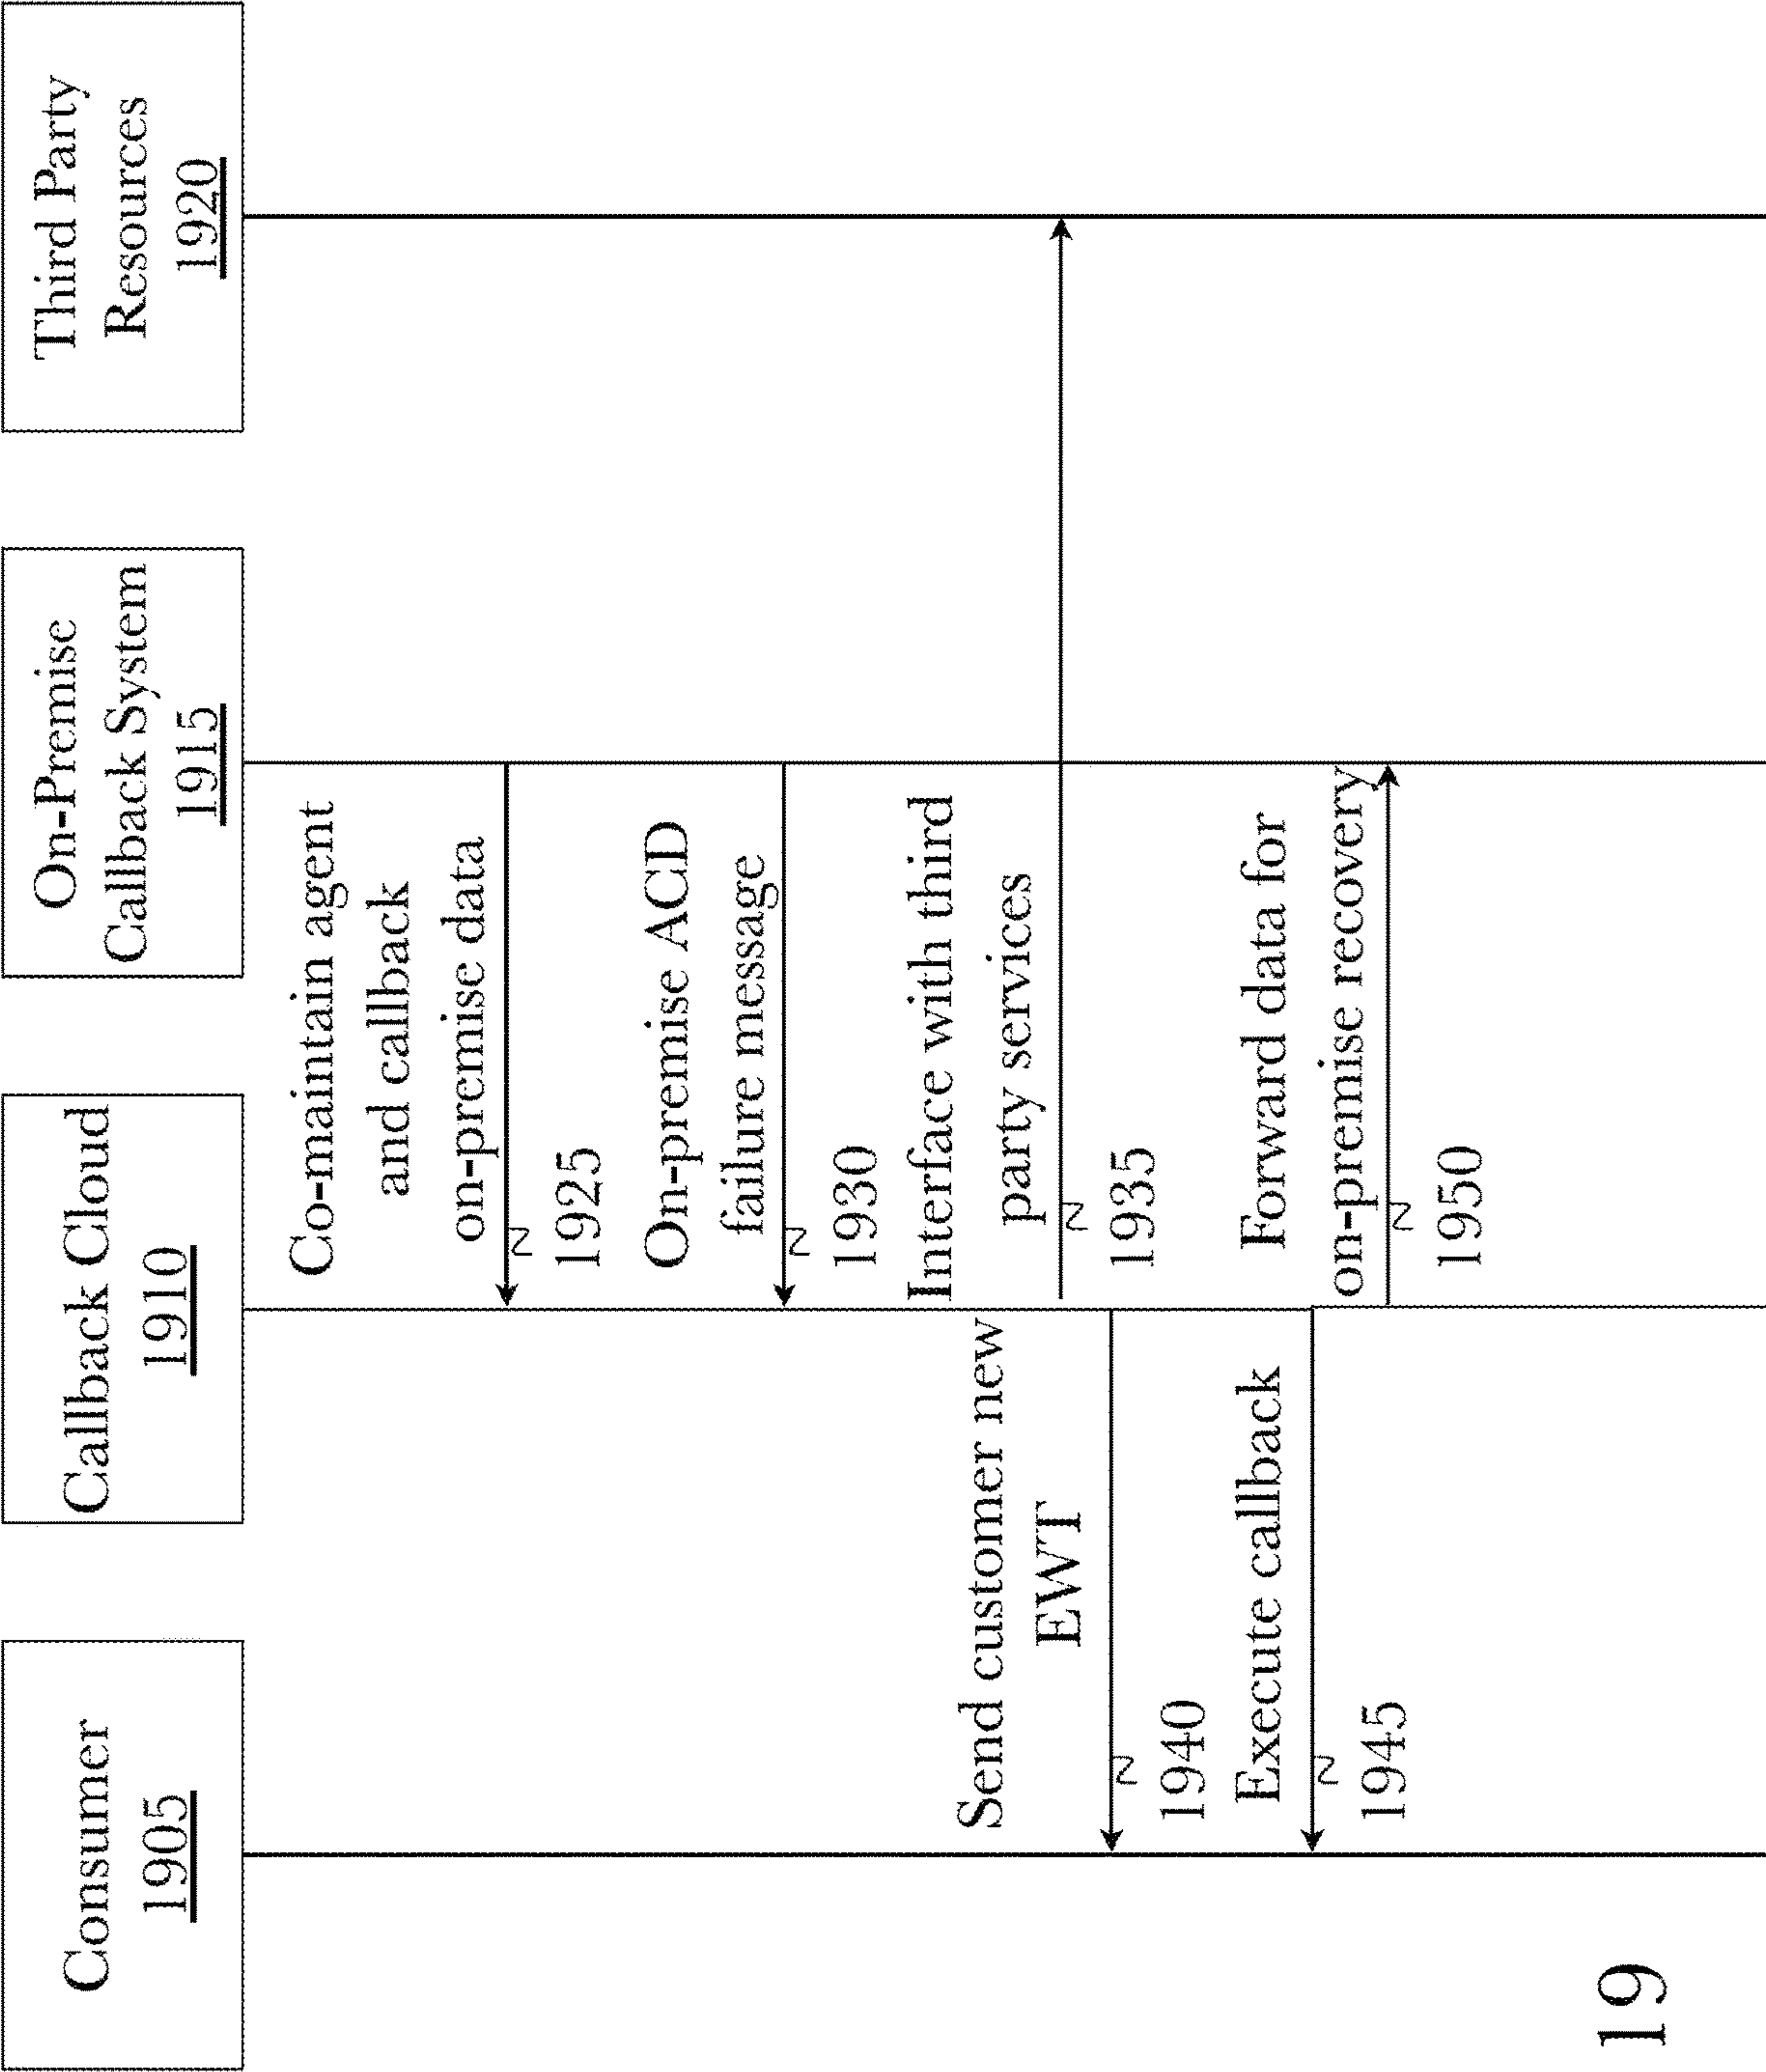 Consumer
1905
Callback Cloud
1910
On-Premise
Callback System
1915
Third Party
Resources
1920
Co-maintain agent
and callback
on-premise data
1925
On-premise ACD
failure message
1930
Interface with third
party services
1935
Send customer new
EWT
1940
Execute callback
1945
Forward data for
on-premise recovery
1950
19